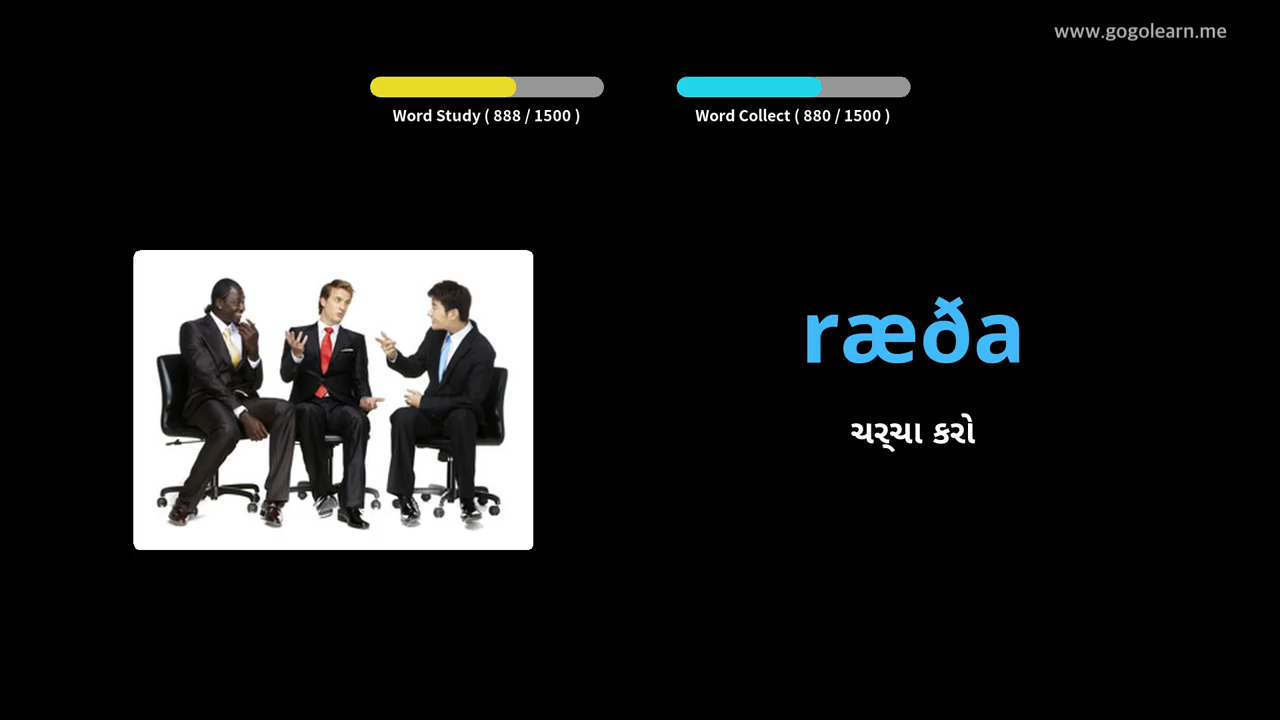 www.gogolearn.me
Word Study ( 888 / 1500 )
Word Collect ( 880 / 1500 )
ræða
ચર્ચા કરો